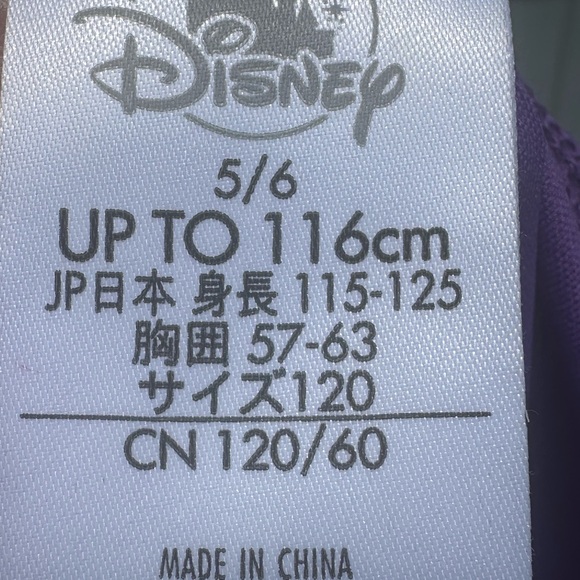 Disney
5/6
UP TO 116cm
JP日本 身長 115-125
胸囲 57-63
サイズ120
CN 120/60
MADE IN CHINA